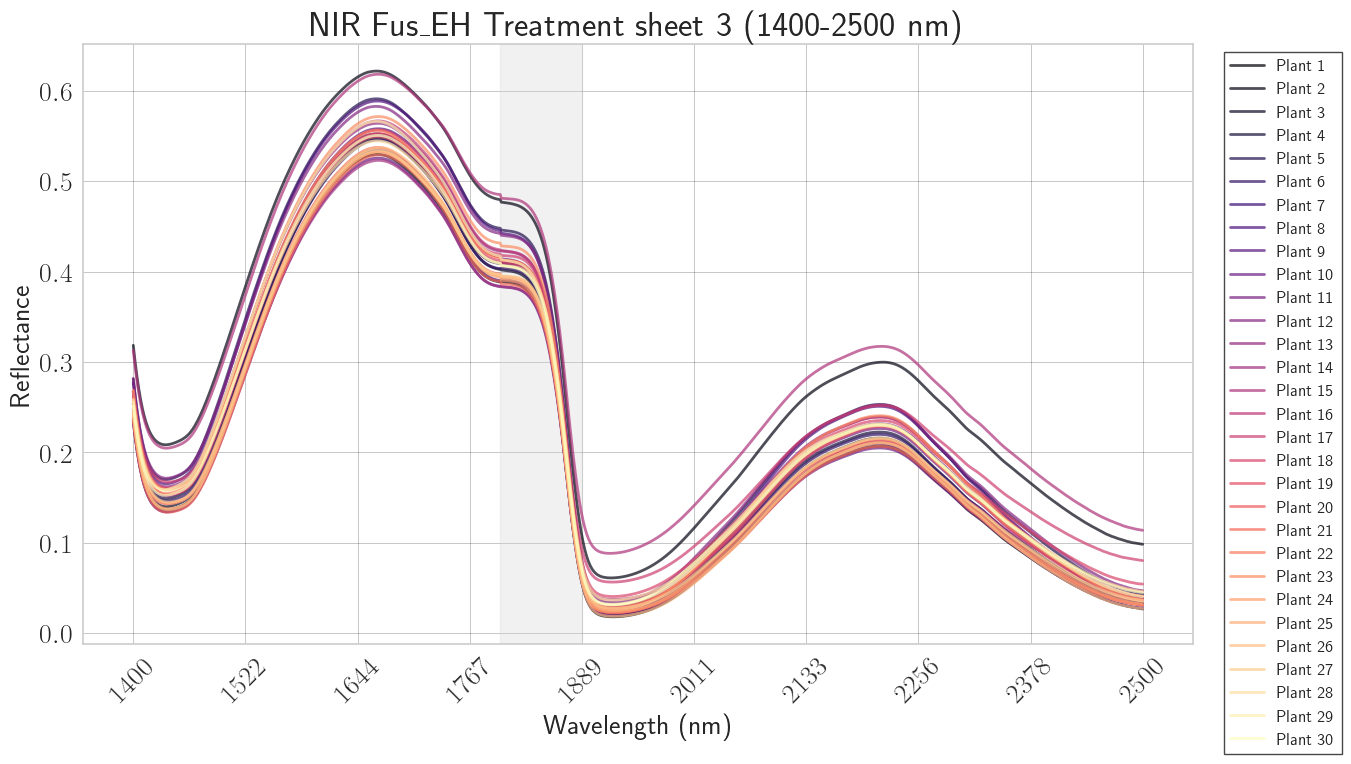 NIR Fus_EH Treatment sheet 3 (1400-2500 nm)
Reflectance
0.6
0.5
0.4
0.3
0.2
0.1
0.0
1400
1522
1644
1767
1889
2011
2133
2256
2378
2500
Wavelength (nm)
Plant 1
Plant 2
Plant 3
Plant 4
Plant 5
Plant 6
Plant 7
Plant 8
Plant 9
Plant 10
Plant 11
Plant 12
Plant 13
Plant 14
Plant 15
Plant 16
Plant 17
Plant 18
Plant 19
Plant 20
Plant 21
Plant 22
Plant 23
Plant 24
Plant 25
Plant 26
Plant 27
Plant 28
Plant 29
Plant 30